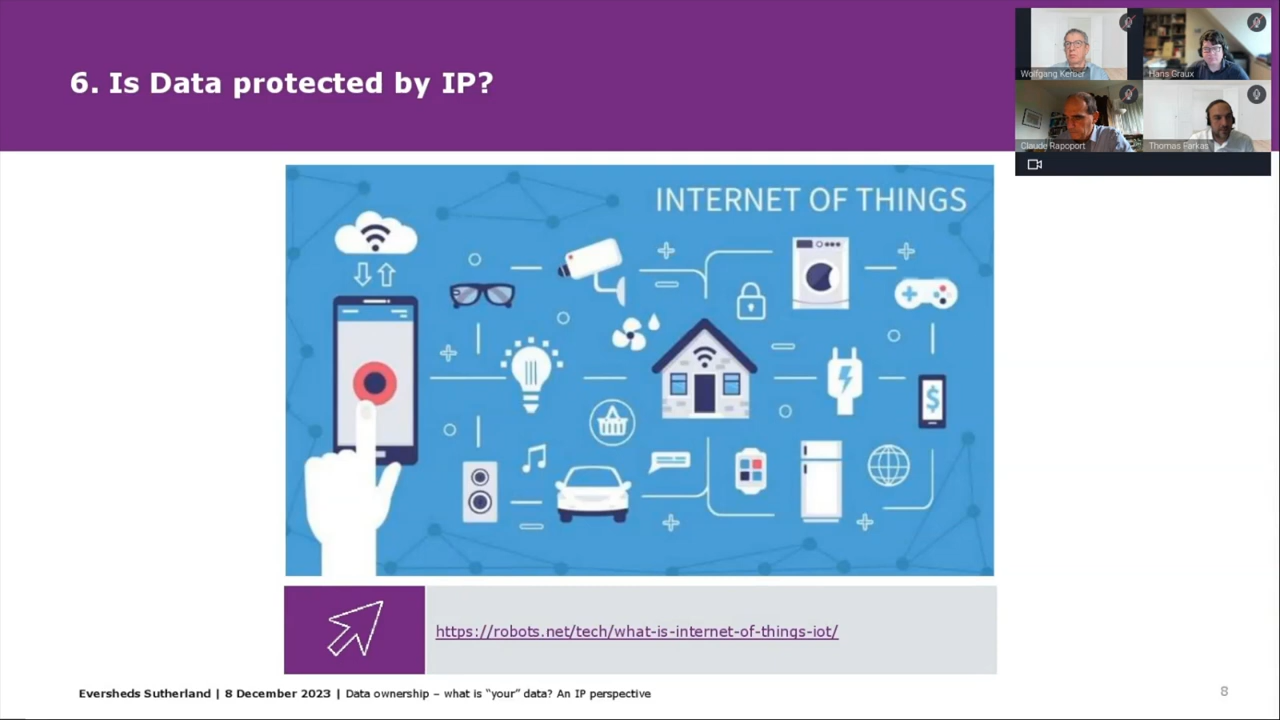 6. Is Data protected by IP?
Wolfgang Kerber
Hans Graux
Claude Rapoport
Thomas Farkas
INTERNET OF THINGS
$
https://robots.net/tech/what-is-internet-of-things-iot/
Eversheds Sutherland | 8 December 2023 | Data ownership – what is “your” data? An IP perspective
8